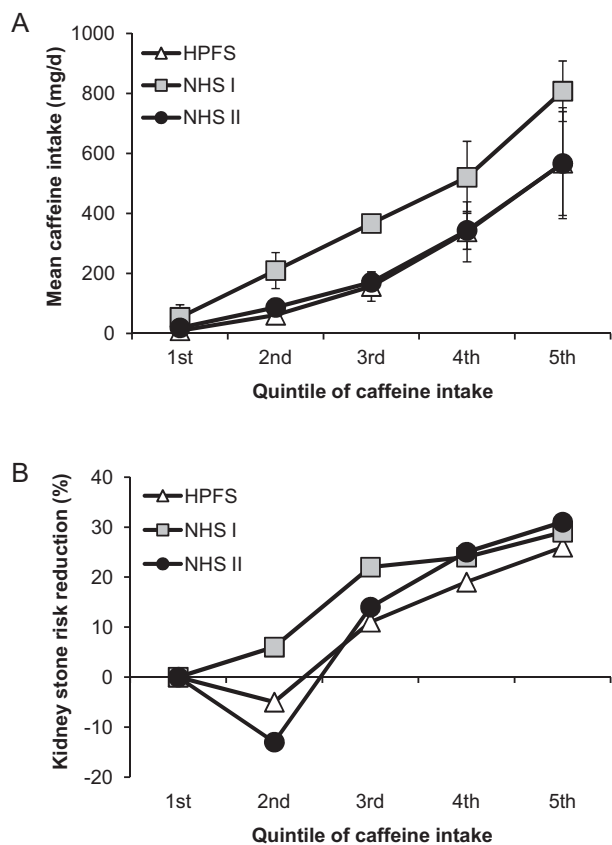 A
HPFS
NHS I
NHS II
Mean caffeine intake (mg/d)
1000
800
600
400
200
0
1st 2nd 3rd 4th 5th
Quintile of caffeine intake
B
HPFS
NHS I
NHS II
Kidney stone risk reduction (%)
40
30
20
10
0
-10
-20
1st 2nd 3rd 4th 5th
Quintile of caffeine intake